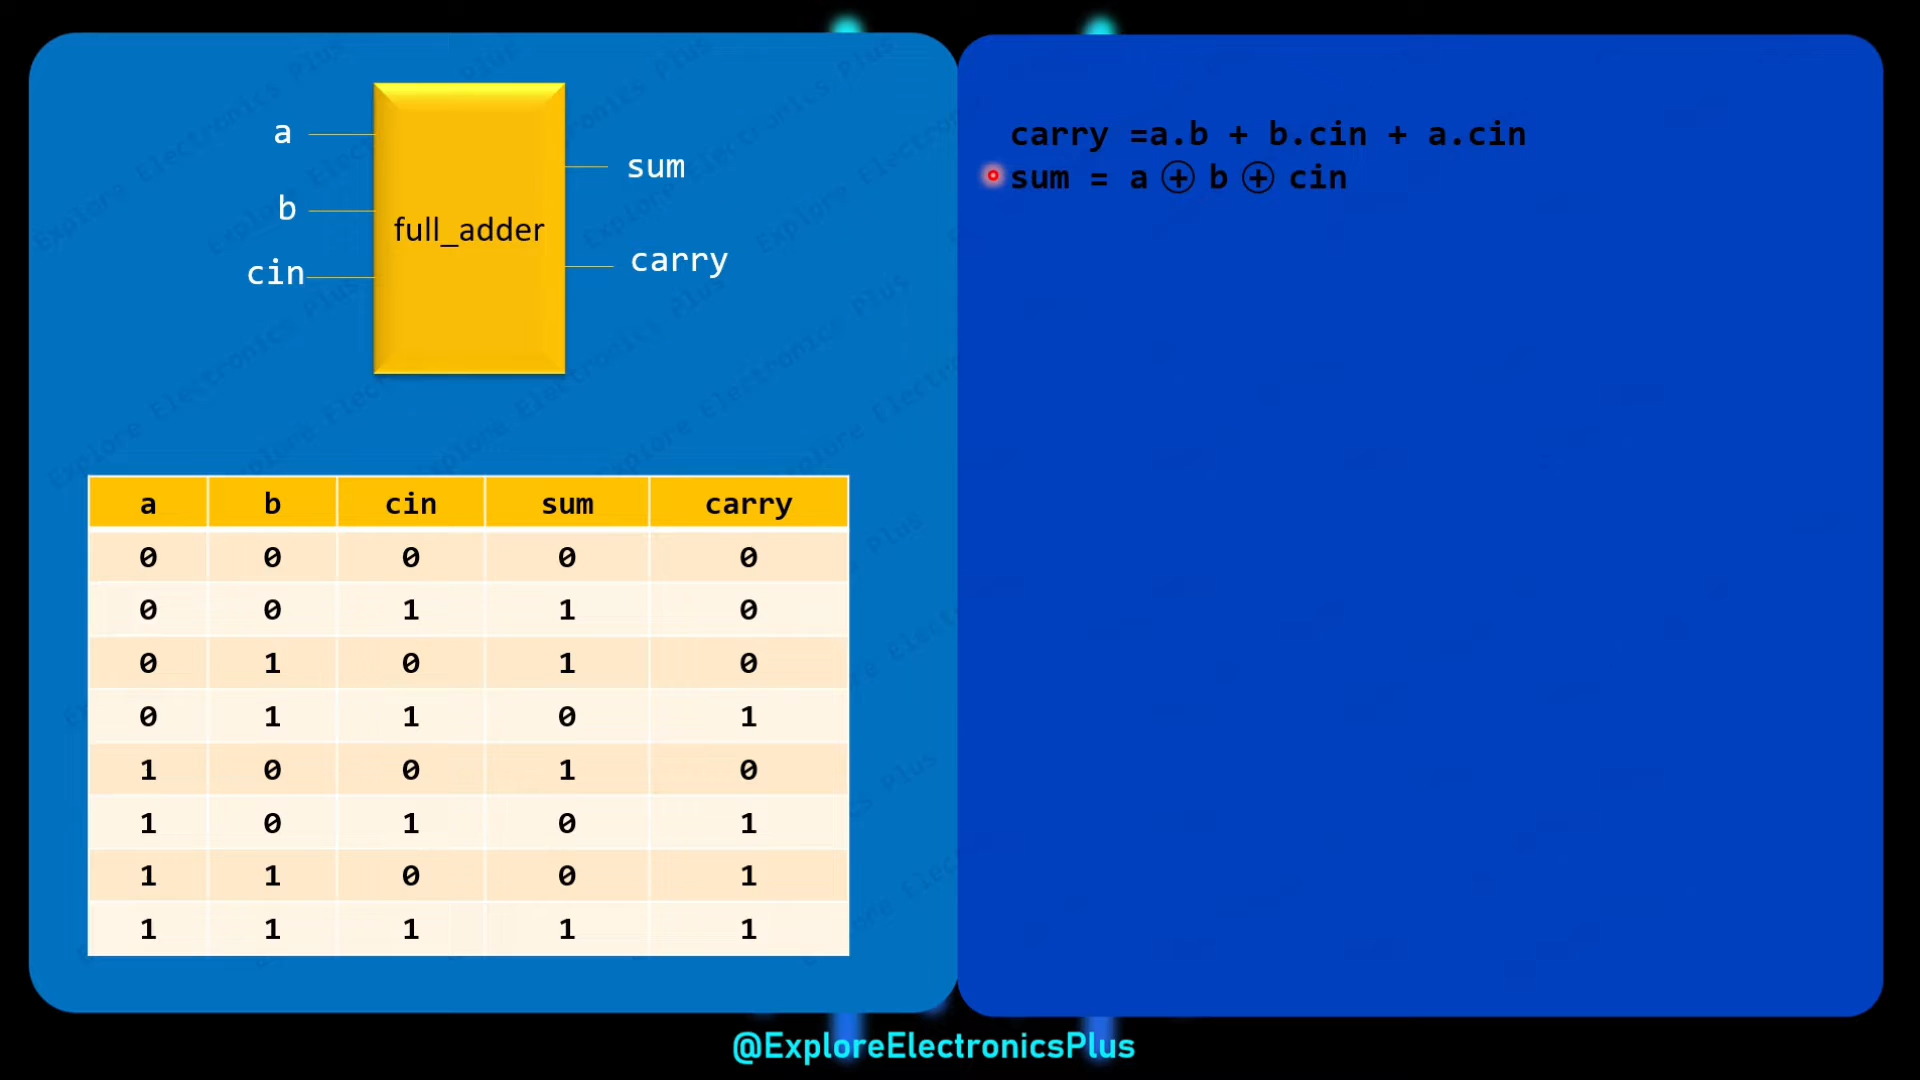 a
b
cin
full_adder
sum
carry
a b cin sum carry
0 0 0 0 0
0 0 1 1 0
0 1 0 1 0
0 1 1 0 1
1 0 0 1 0
1 0 1 0 1
1 1 0 0 1
1 1 1 1 1
carry =a.b + b.cin + a.cin
sum = a ⊕ b ⊕ cin
@ExploreElectronicsPlus